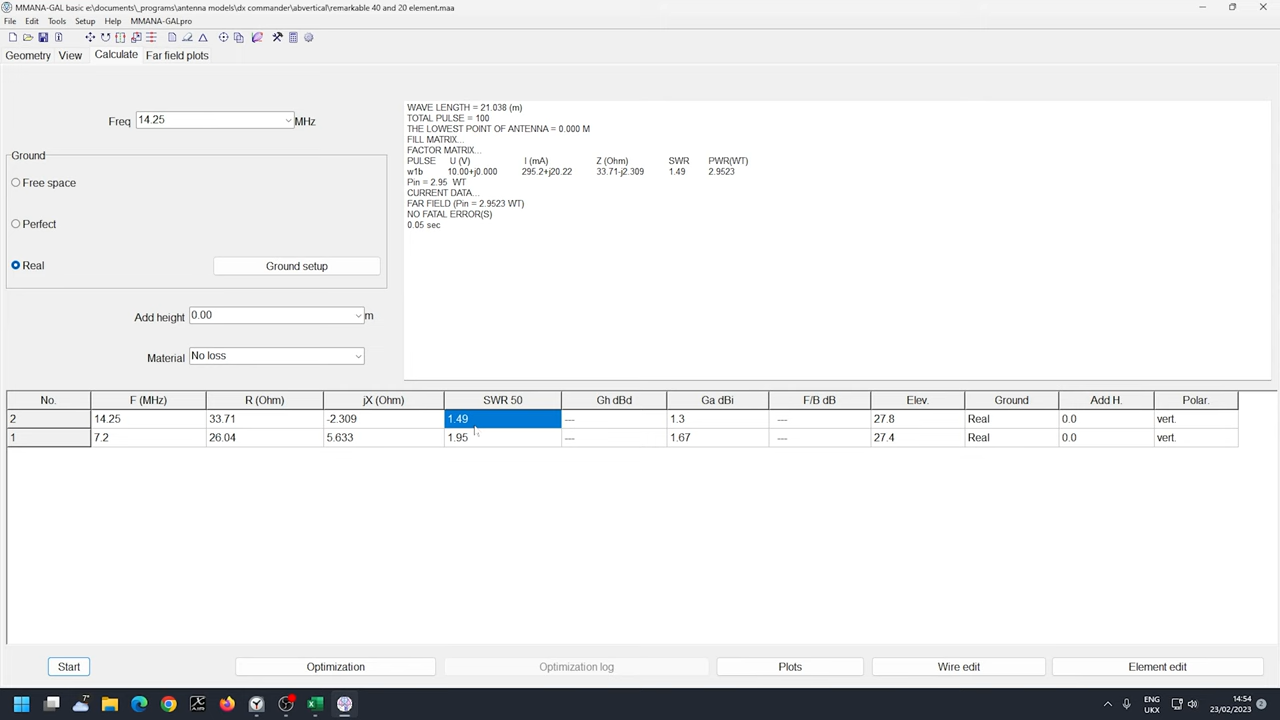 MMANA-GAL basic e:\documents\_programs\antenna models\dx commander\abvertical\remarkable 40 and 20 element.maa
File Edit Tools Setup Help MMANA-GALpro
Geometry View Calculate Far field plots
Freq 14.25 MHz
Ground
Free space
Perfect
Real Ground setup
Add height 0.00 m
Material No loss
WAVE LENGTH = 21.038 (m)
TOTAL PULSE = 100
THE LOWEST POINT OF ANTENNA = 0.000 M
FILL MATRIX...
FACTOR MATRIX...
PULSE U (V) I (mA) Z (Ohm) SWR PWR(WT)
w1b 10.00+j0.000 295.2+j20.22 33.71-j2.309 1.49 2.9523
Pin = 2.95 WT
CURRENT DATA...
FAR FIELD (Pin = 2.9523 WT)
NO FATAL ERROR(S)
0.05 sec
No. F (MHz) R (Ohm) jX (Ohm) SWR 50 Gh dBd Ga dBi F/B dB Elev. Ground Add H. Polar.
2 14.25 33.71 -2.309 1.49 --- 1.3 --- 27.8 Real 0.0 vert.
1 7.2 26.04 5.633 1.95 --- 1.67 --- 27.4 Real 0.0 vert.
Start Optimization Optimization log Plots Wire edit Element edit
7°
ENG 14:54
UKX 23/02/2023